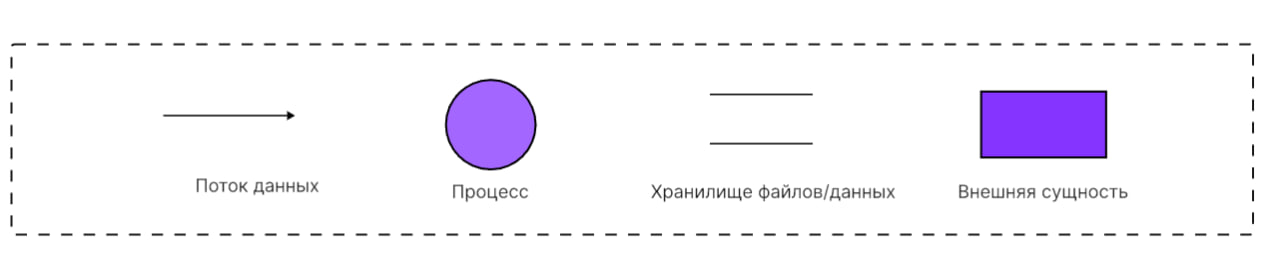 Поток данных
Процесс
Хранилище файлов/данных
Внешняя сущность